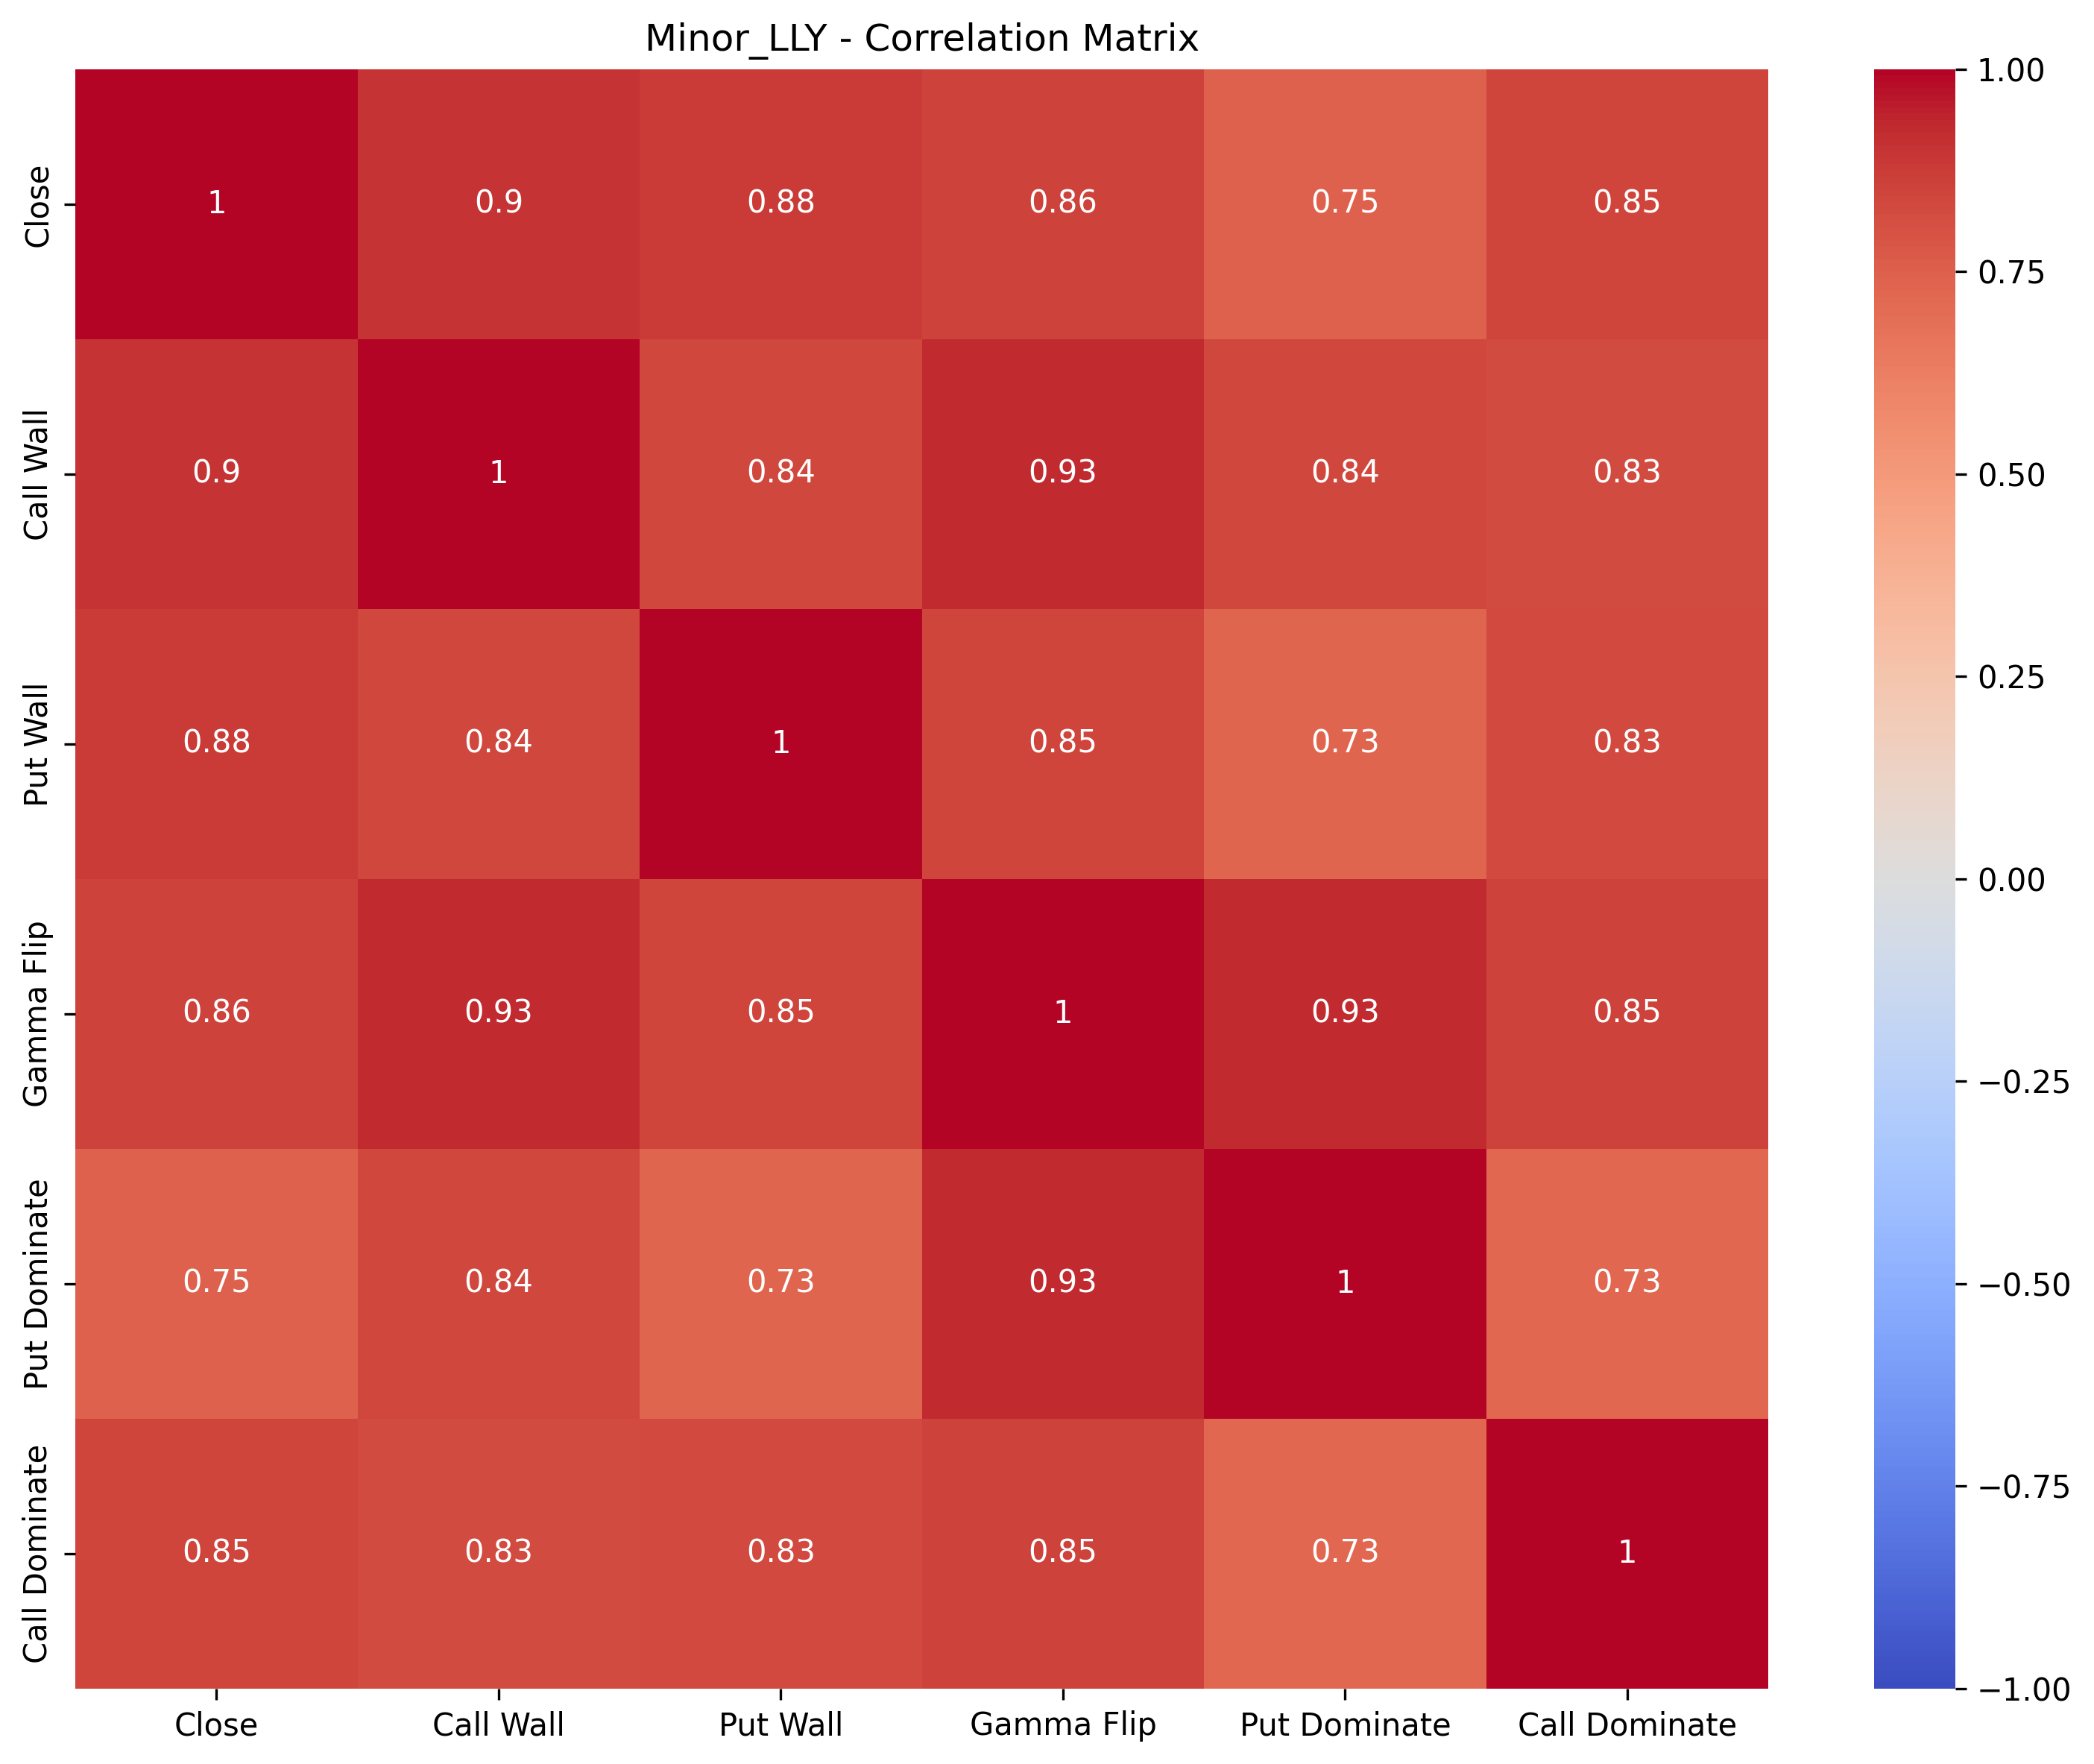 Minor_LLY - Correlation Matrix
Close 1 0.9 0.88 0.86 0.75 0.85
Call Wall 0.9 1 0.84 0.93 0.84 0.83
Put Wall 0.88 0.84 1 0.85 0.73 0.83
Gamma Flip 0.86 0.93 0.85 1 0.93 0.85
Put Dominate 0.75 0.84 0.73 0.93 1 0.73
Call Dominate 0.85 0.83 0.83 0.85 0.73 1
Close Call Wall Put Wall Gamma Flip Put Dominate Call Dominate
1.00
0.75
0.50
0.25
0.00
−0.25
−0.50
−0.75
−1.00